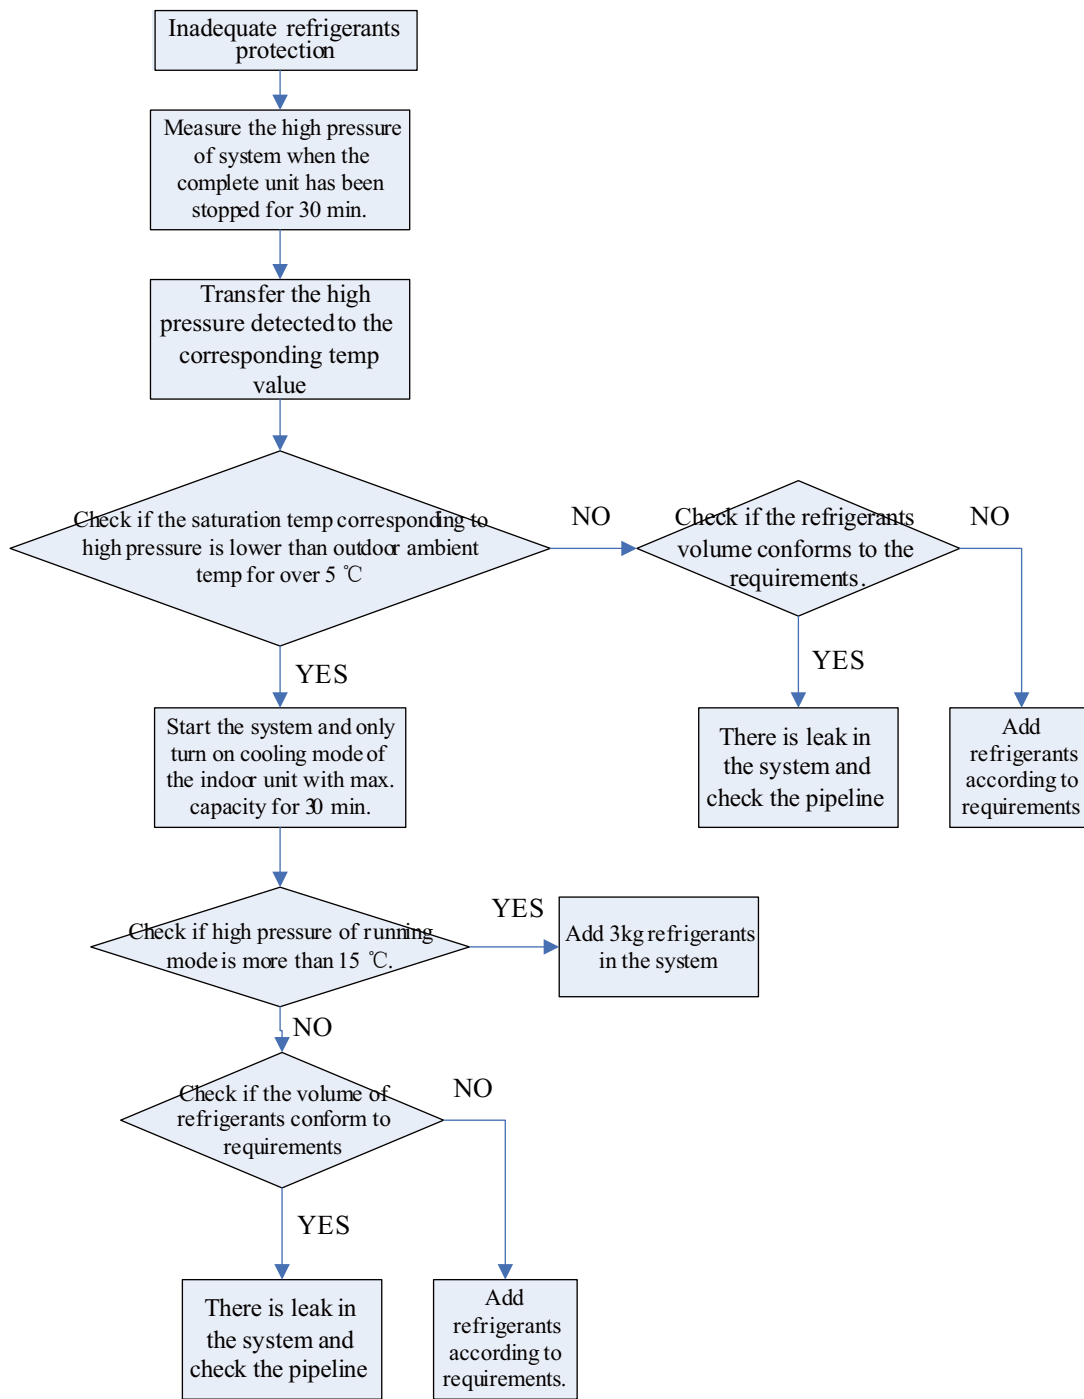 Inadequate refrigerants
protection
Measure the high pressure
of system when the
complete unit has been
stopped for 30 min.
Transfer the high
pressure detected to the
corresponding temp
value
Check if the saturation temp corresponding to
high pressure is lower than outdoor ambient
temp for over 5 ℃
NO
Check if the refrigerants
volume conforms to the
requirements.
NO
YES
YES
Start the system and only
turn on cooling mode of
the indoor unit with max.
capacity for 30 min.
There is leak in
the system and
check the pipeline
Add
refrigerants
according to
requirements
Check if high pressure of running
mode is more than 15 ℃.
YES
Add 3kg refrigerants
in the system
NO
Check if the volume of
refrigerants conform to
requirements
NO
YES
There is leak in
the system and
check the pipeline
Add
refrigerants
according to
requirements.